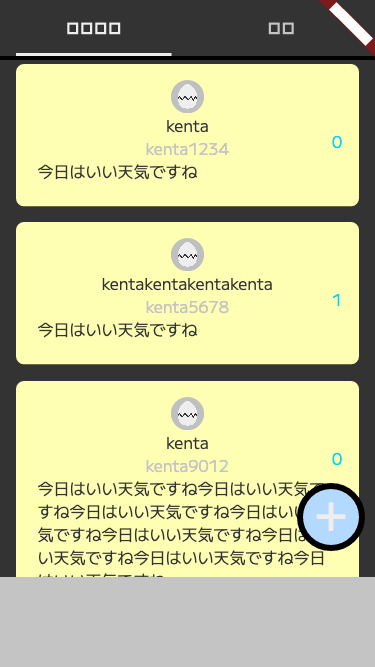 kenta
kenta1234
0
今日はいい天気ですね
kentakentakentakenta
kenta5678
1
今日はいい天気ですね
kenta
kenta9012
0
今日はいい天気ですね今日はいい天気で
すね今日はいい天気ですね今日はい
気ですね今日はいい天気ですね今日は
い天気ですね今日はいい天気ですね今日